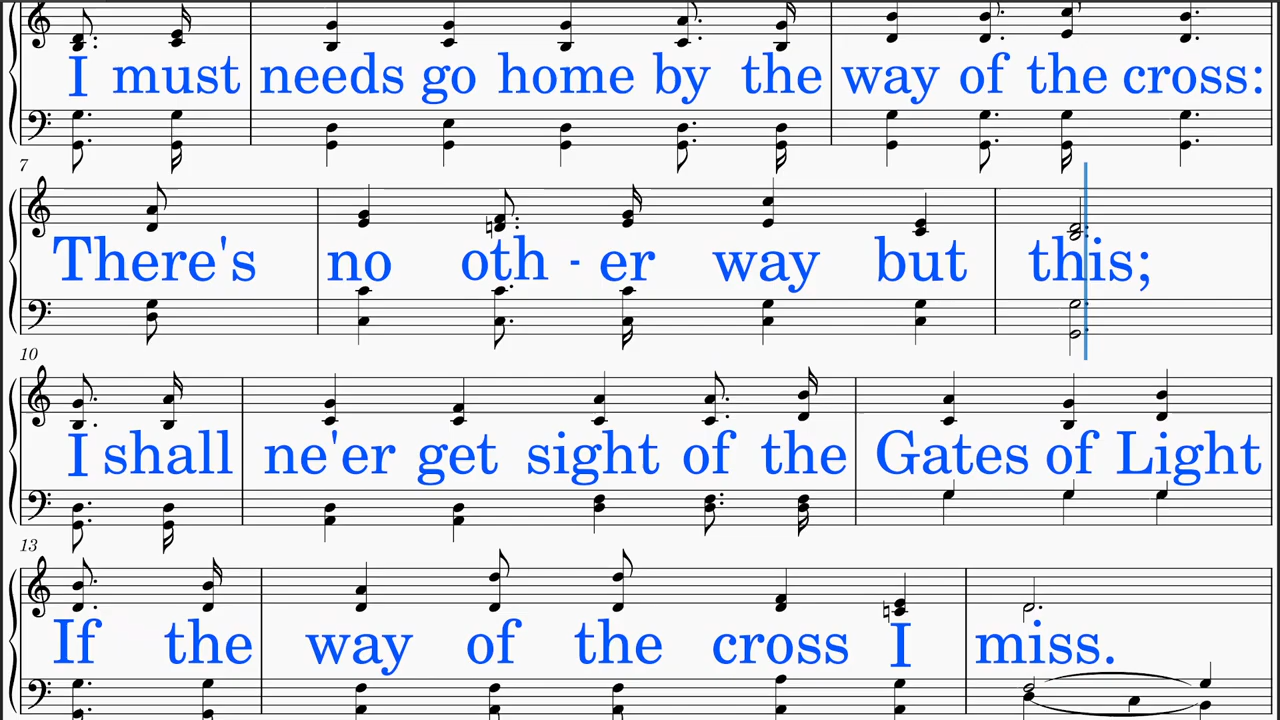 I must needs go home by the way of the cross:
7
There's no oth - er way but this;
10
I shall ne'er get sight of the Gates of Light
13
If the way of the cross I miss.